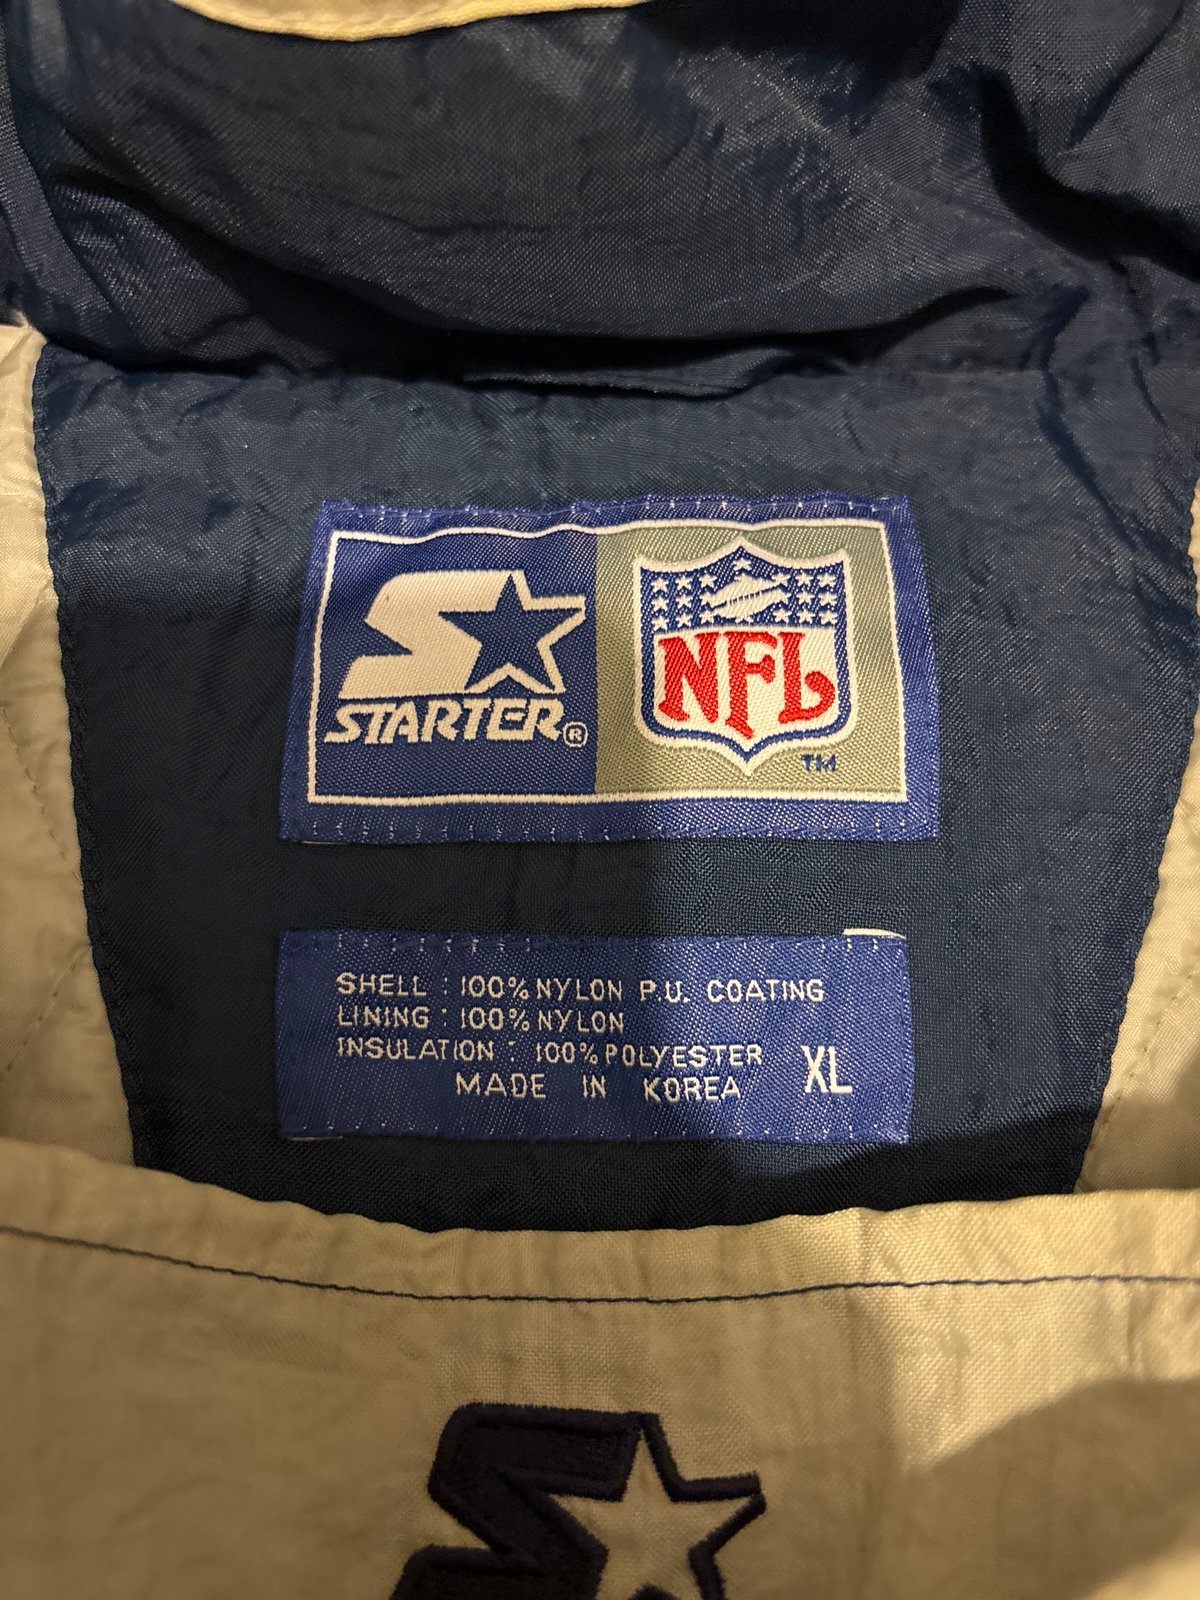 STARTER®
NFL
TM
SHELL : 100% NYLON P.U. COATING
LINING : 100% NYLON
INSULATION : 100% POLYESTER
MADE IN KOREA
XL